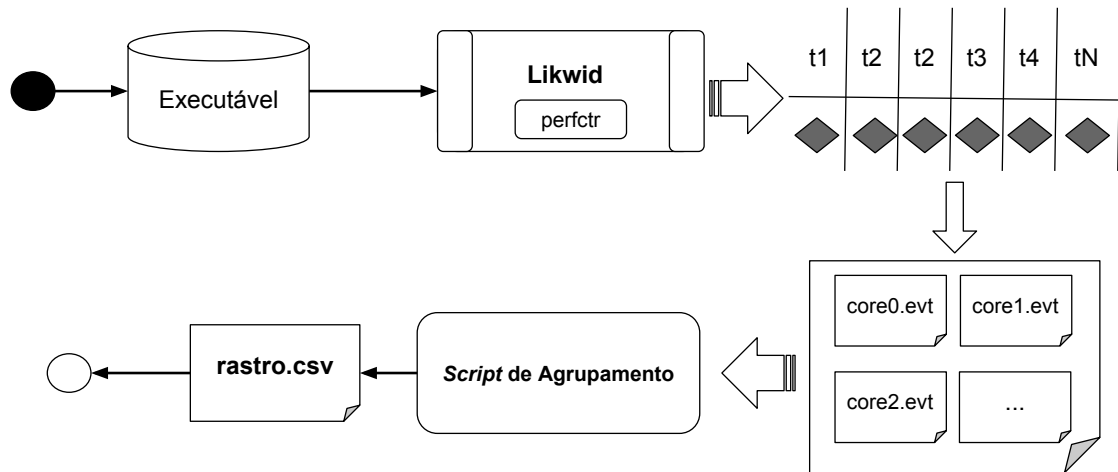 Executável
Likwid
perfctr
t1 t2 t2 t3 t4 tN
core0.evt core1.evt
core2.evt ...
Script de Agrupamento
rastro.csv